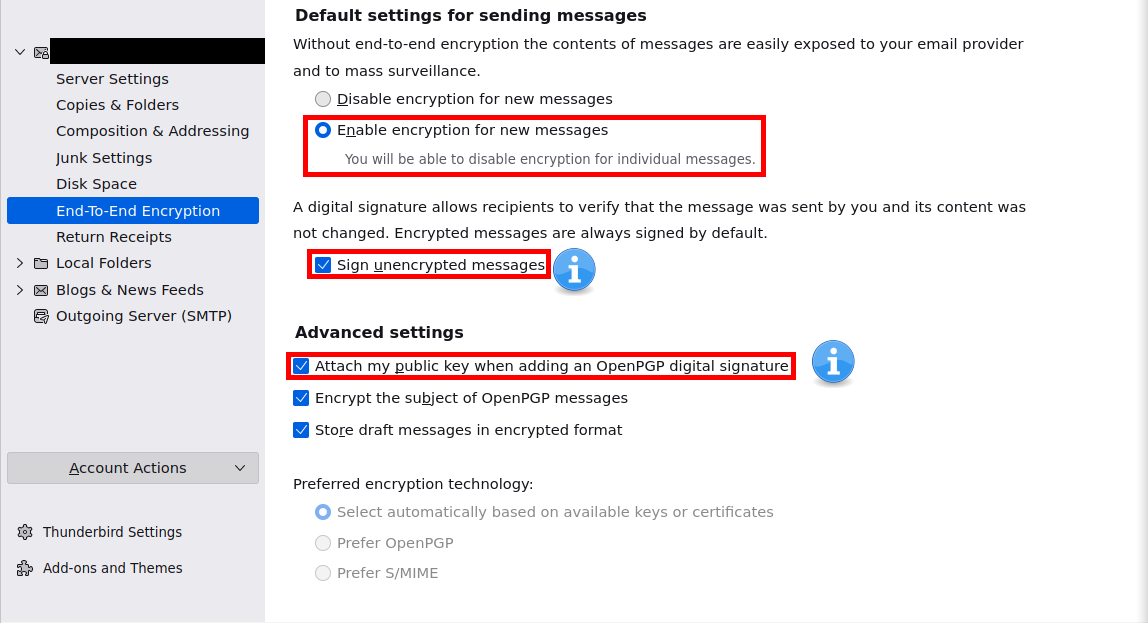 Server Settings
Copies & Folders
Composition & Addressing
Junk Settings
Disk Space
End-To-End Encryption
Return Receipts
Local Folders
Blogs & News Feeds
Outgoing Server (SMTP)
Account Actions
Thunderbird Settings
Add-ons and Themes
Default settings for sending messages
Without end-to-end encryption the contents of messages are easily exposed to your email provider
and to mass surveillance.
Disable encryption for new messages
Enable encryption for new messages
You will be able to disable encryption for individual messages.
A digital signature allows recipients to verify that the message was sent by you and its content was
not changed. Encrypted messages are always signed by default.
Sign unencrypted messages
Advanced settings
Attach my public key when adding an OpenPGP digital signature
Encrypt the subject of OpenPGP messages
Store draft messages in encrypted format
Preferred encryption technology:
Select automatically based on available keys or certificates
Prefer OpenPGP
Prefer S/MIME